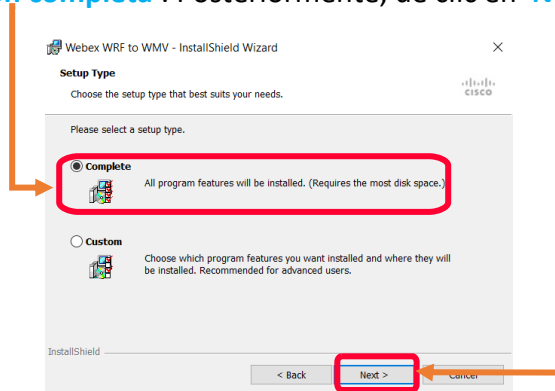 completa". Posteriormente, de clic en
Webex WRF to WMV - InstallShield Wizard
Setup Type
Choose the setup type that best suits your needs.
CISCO
Please select a setup type.
Complete
All program features will be installed. (Requires the most disk space.)
Custom
Choose which program features you want installed and where they will
be installed. Recommended for advanced users.
InstallShield
< Back Next > Cancel